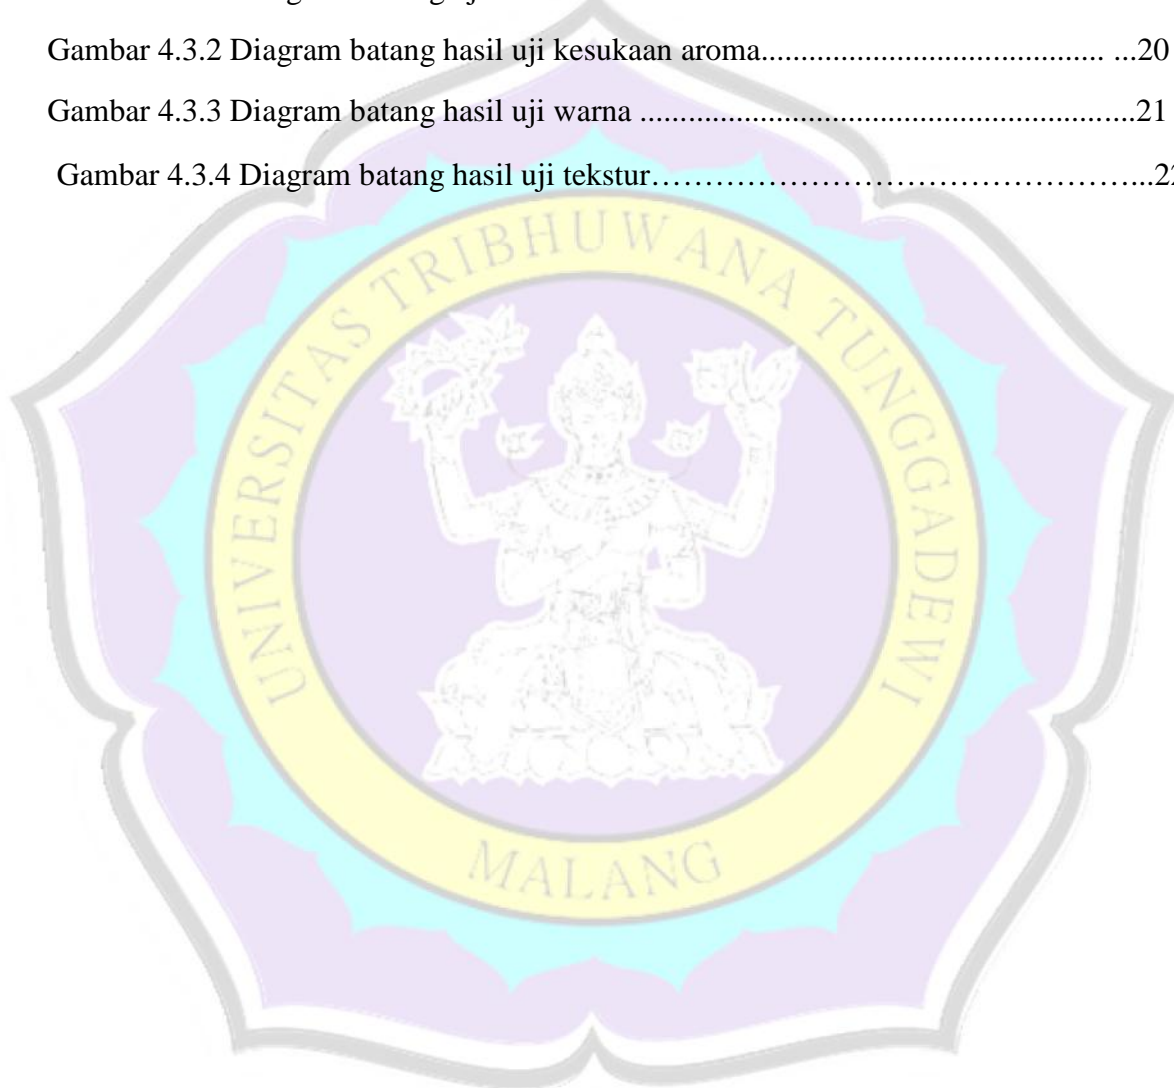 Gambar 4.3.2 Diagram batang hasil uji kesukaan aroma........................................... ...20
Gambar 4.3.3 Diagram batang hasil uji warna ...............................................................21
Gambar 4.3.4 Diagram batang hasil uji tekstur…………………………………………...
UNIVERSITAS TRIBHUWANA TUNGGADEWI
MALANG